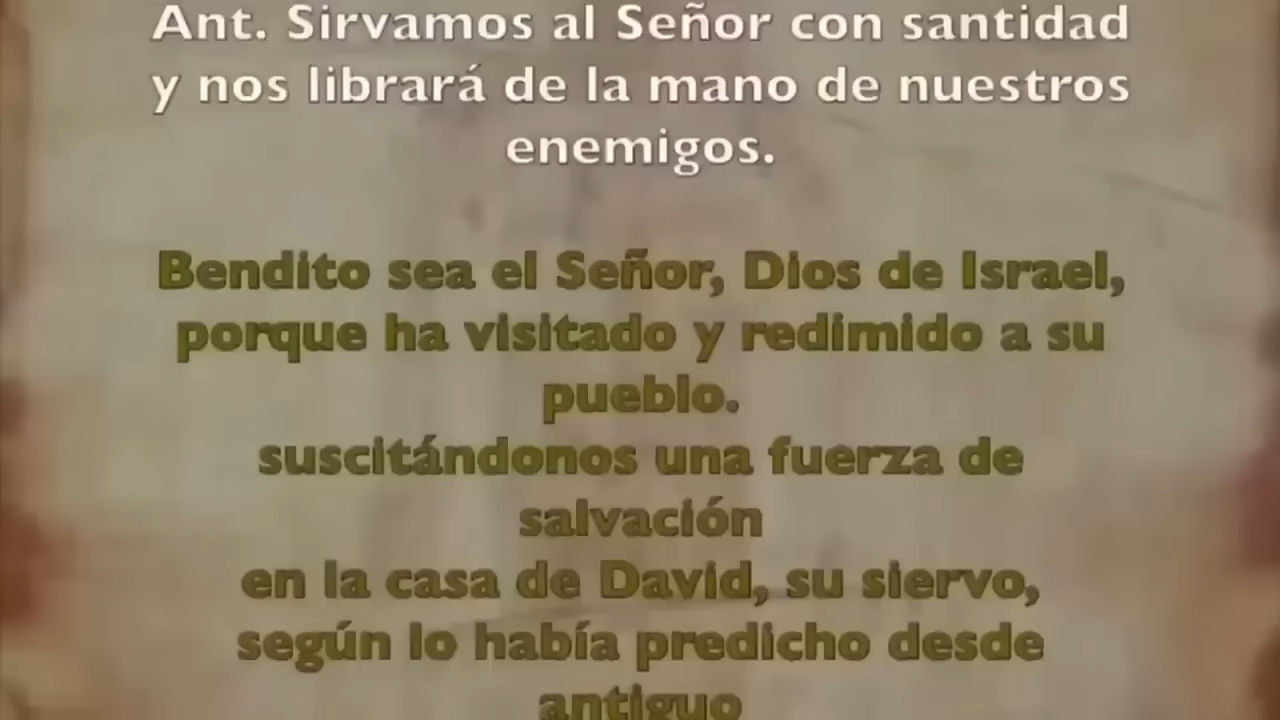 Ant. Sirvamos al Señor con santidad
y nos librará de la mano de nuestros
enemigos.
Bendito sea el Señor, Dios de Israel,
porque ha visitado y redimido a su
pueblo.
suscitándonos una fuerza de
salvación
en la casa de David, su siervo,
según lo había predicho desde
antiguo